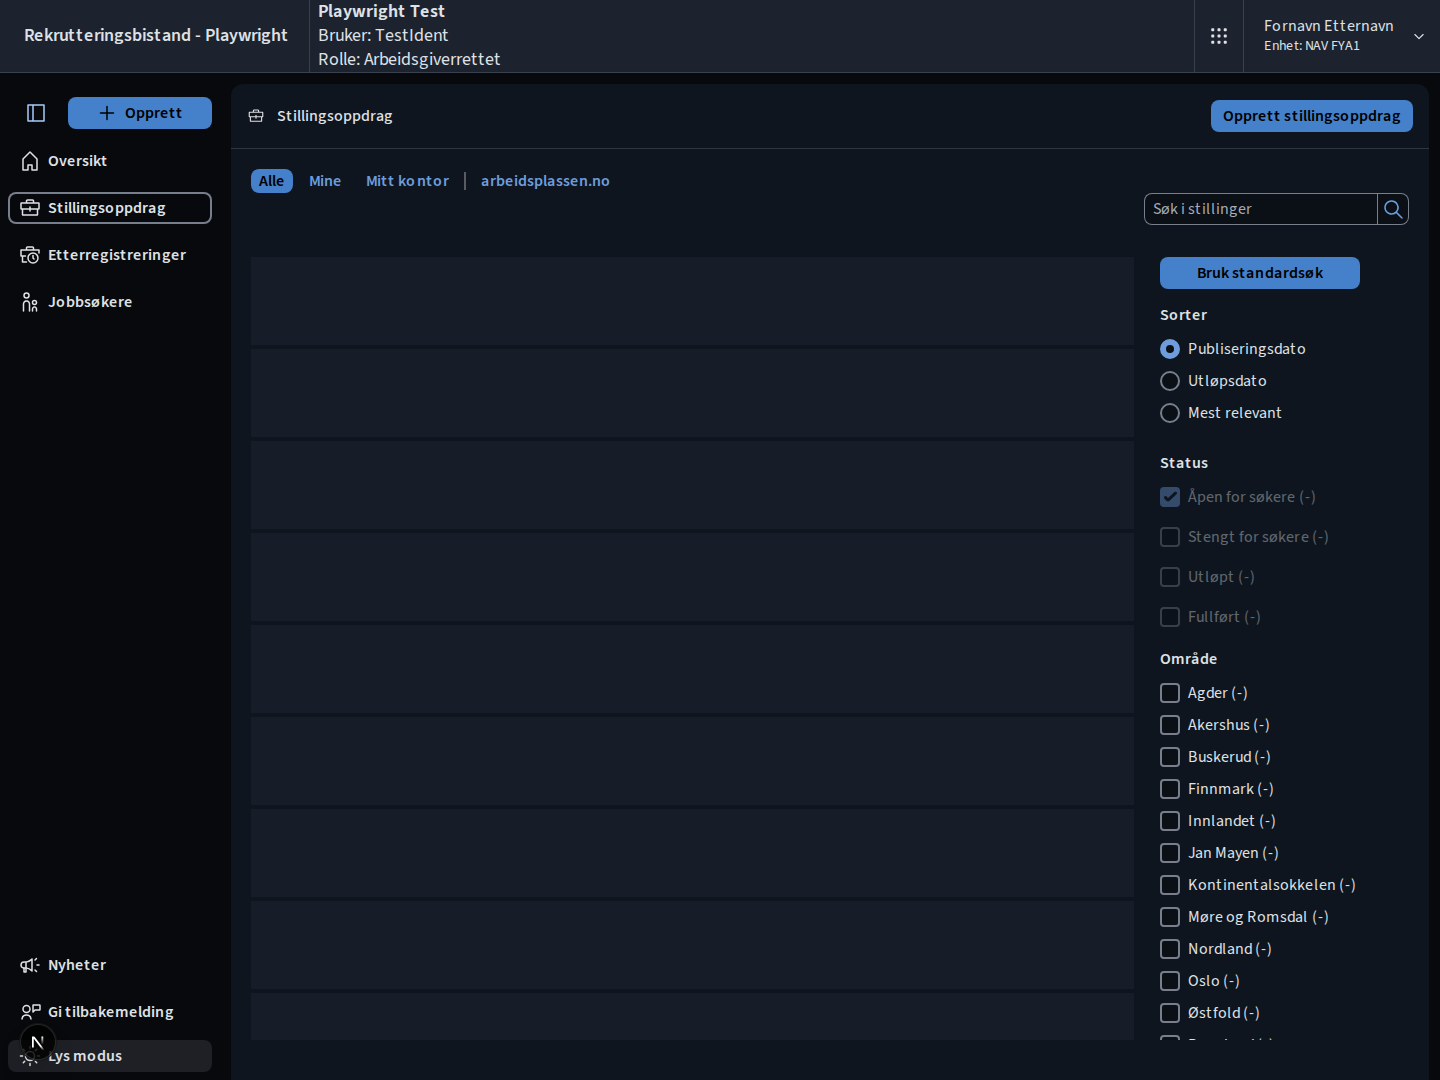 Rekrutteringsbistand - Playwright
Playwright Test
Bruker: TestIdent
Rolle: Arbeidsgiverrettet
Fornavn Etternavn
Enhet: NAV FYA1
Opprett
Oversikt
Stillingsoppdrag
Etterregistreringer
Jobbsøkere
Nyheter
Gi tilbakemelding
Lys modus
Stillingsoppdrag
Opprett stillingsoppdrag
Alle
Mine
Mitt kontor
arbeidsplassen.no
Søk i stillinger
Bruk standardsøk
Sorter
Publiseringsdato
Utløpsdato
Mest relevant
Status
Åpen for søkere (-)
Stengt for søkere (-)
Utløpt (-)
Fullført (-)
Område
Agder (-)
Akershus (-)
Buskerud (-)
Finnmark (-)
Innlandet (-)
Jan Mayen (-)
Kontinentalsokkelen (-)
Møre og Romsdal (-)
Nordland (-)
Oslo (-)
Østfold (-)